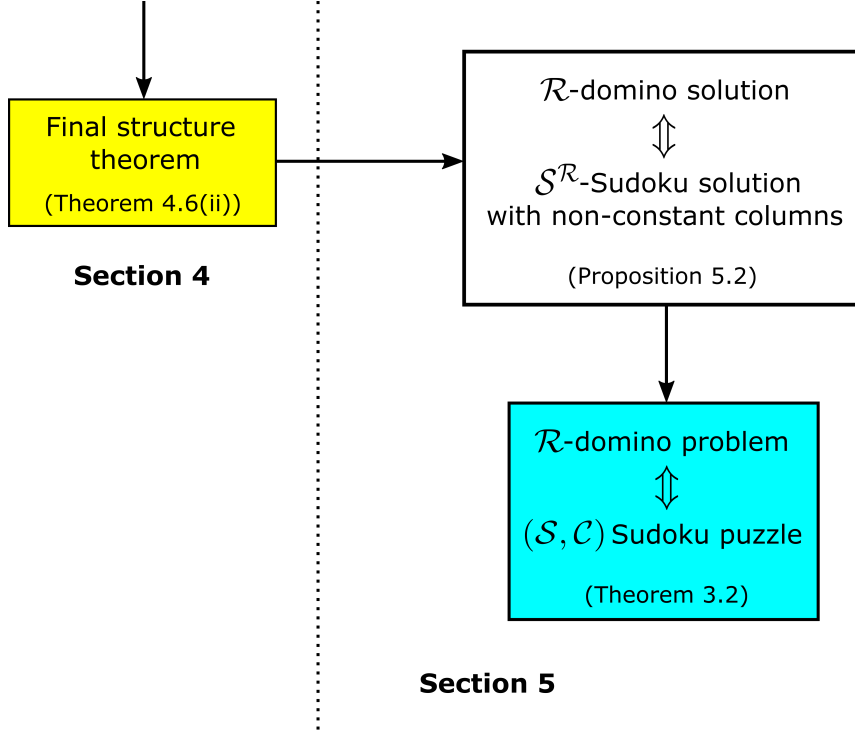 Final structure
theorem
(Theorem 4.6(ii))
Section 4
ℛ-domino solution
⇕
𝒮^ℛ-Sudoku solution
with non-constant columns
(Proposition 5.2)
ℛ-domino problem
⇕
(𝒮, 𝒞) Sudoku puzzle
(Theorem 3.2)
Section 5